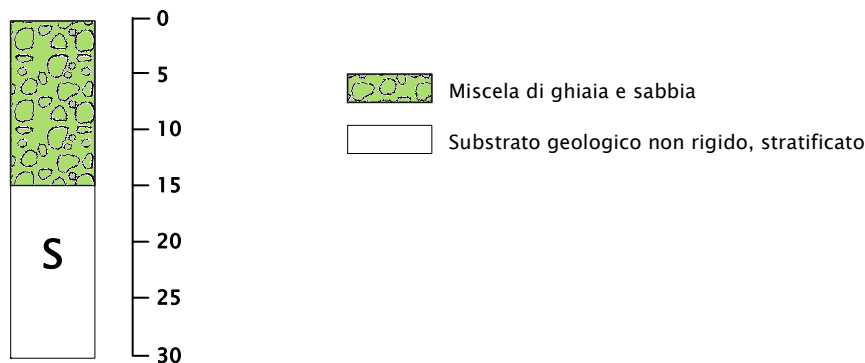 0
5
10
15
20
25
30
S
Miscela di ghiaia e sabbia
Substrato geologico non rigido, stratificato